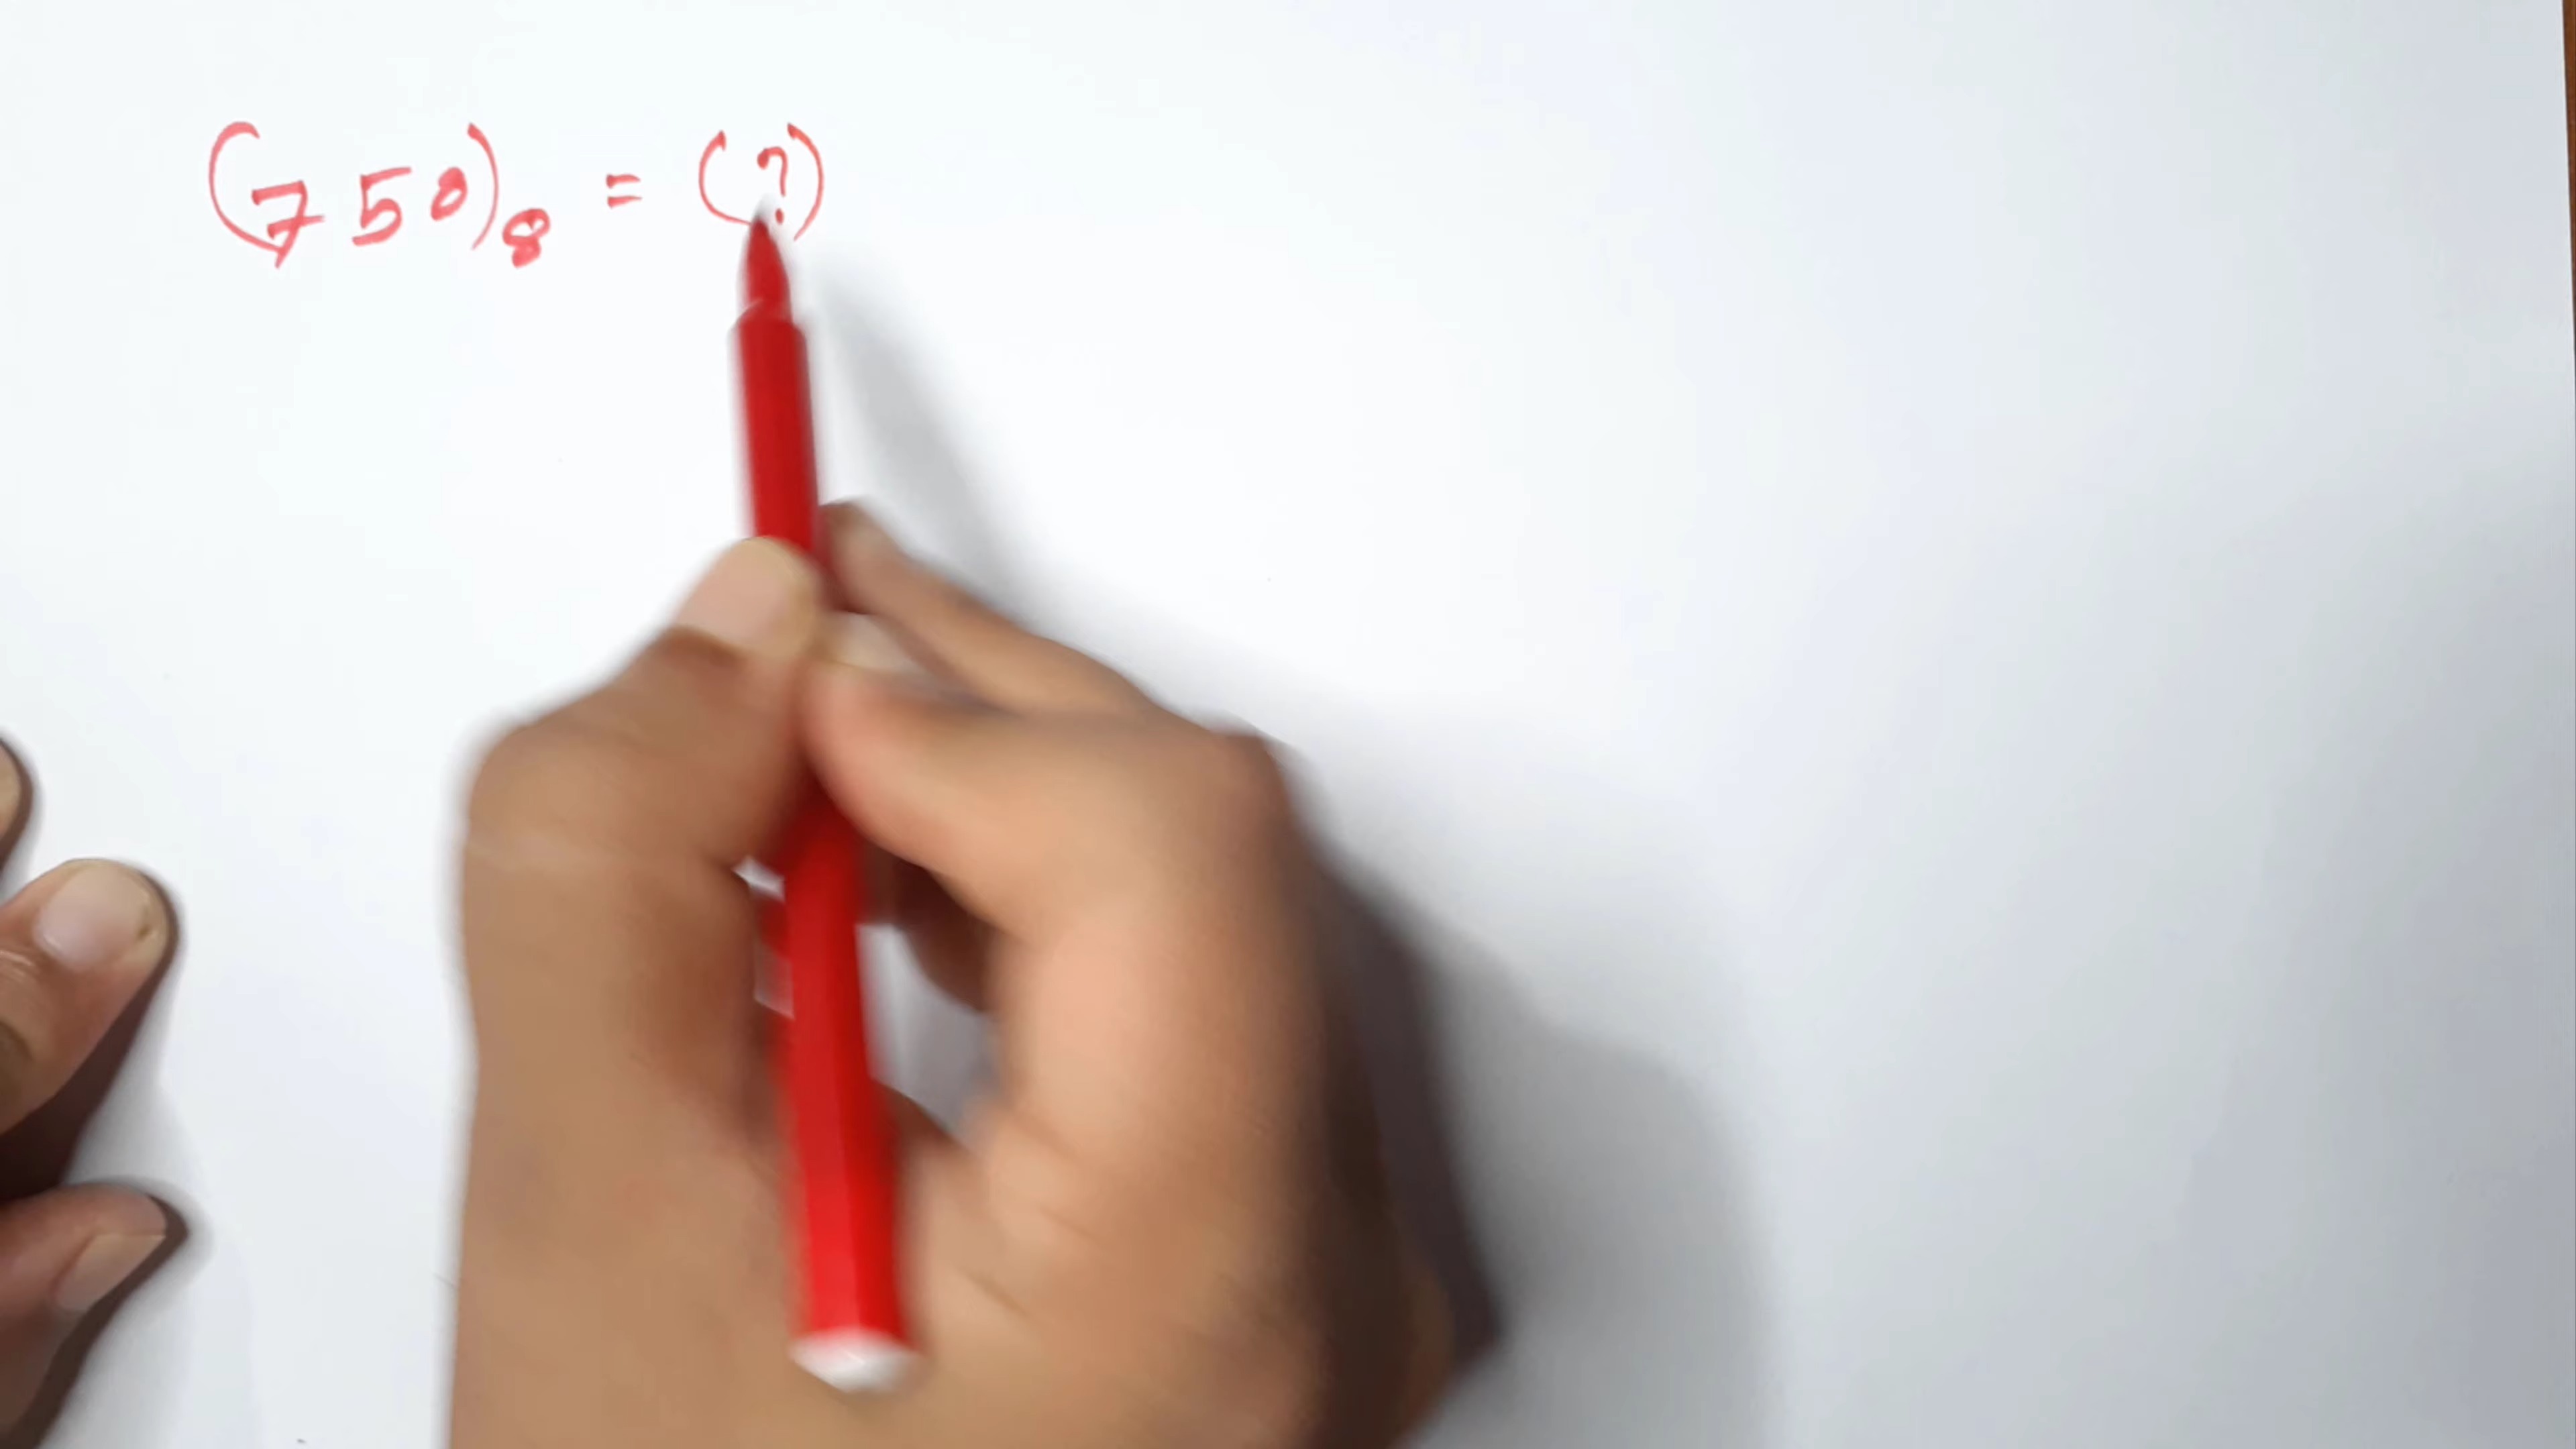 (750)₈ = (?)